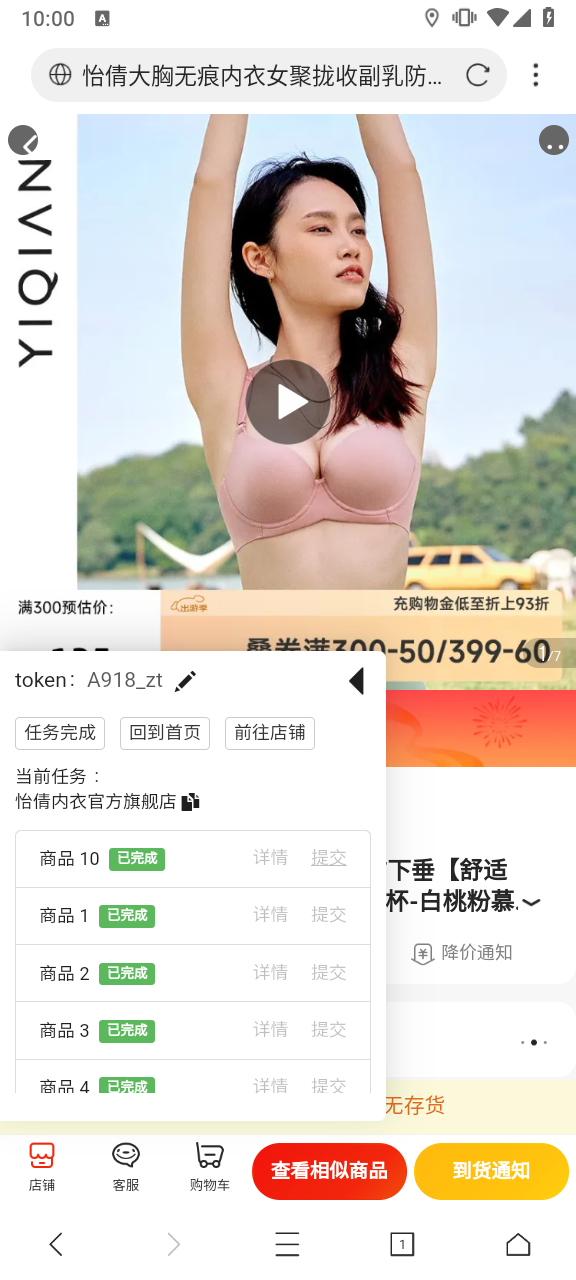 10:00
A
怡倩大胸无痕内衣女聚拢收副乳防...
YIQIAN
满300预估价：
出游季
充购物金低至折上93折
叠券满300-50/399-60
1/7
token： A918_zt
任务完成 回到首页 前往店铺
当前任务：
怡倩内衣官方旗舰店
商品 10 已完成 详情 提交
商品 1 已完成 详情 提交
商品 2 已完成 详情 提交
商品 3 已完成 详情 提交
商品 4 已完成 详情 提交
下垂【舒适
杯-白桃粉慕.
降价通知
无存货
店铺 客服 购物车 查看相似商品 到货通知
1